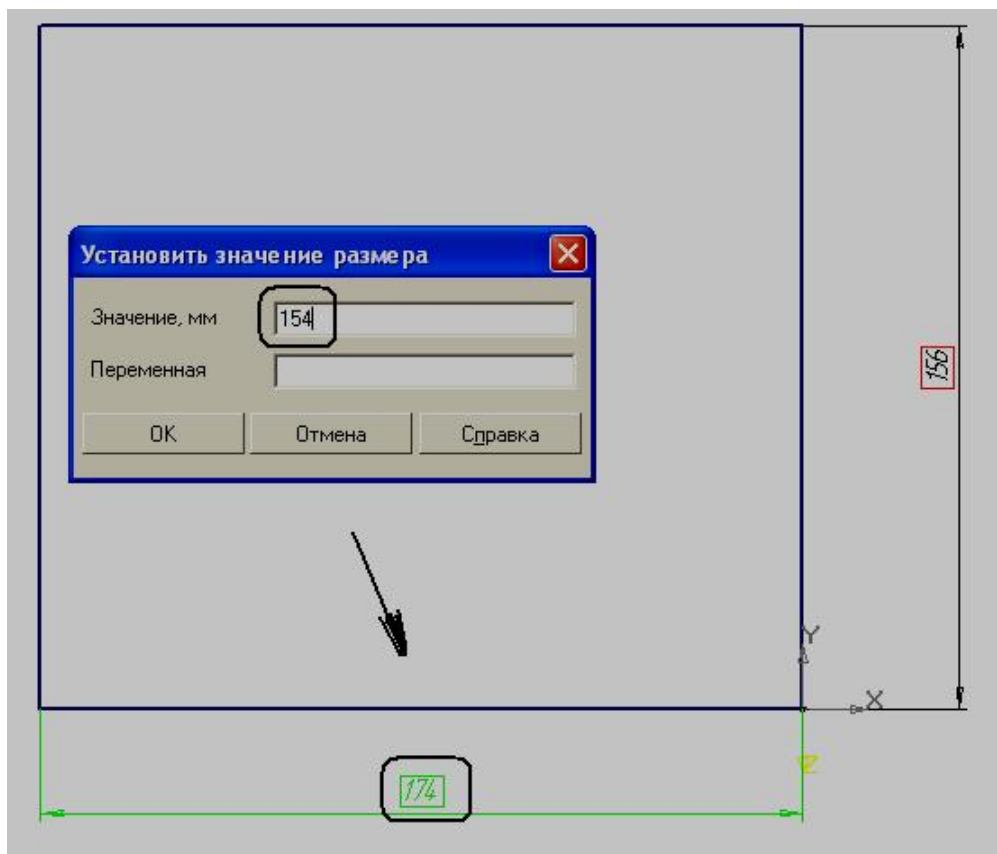 Установить значение размера
Значение, мм 154
Переменная
OK Отмена Справка
156
Y
X
Z
174